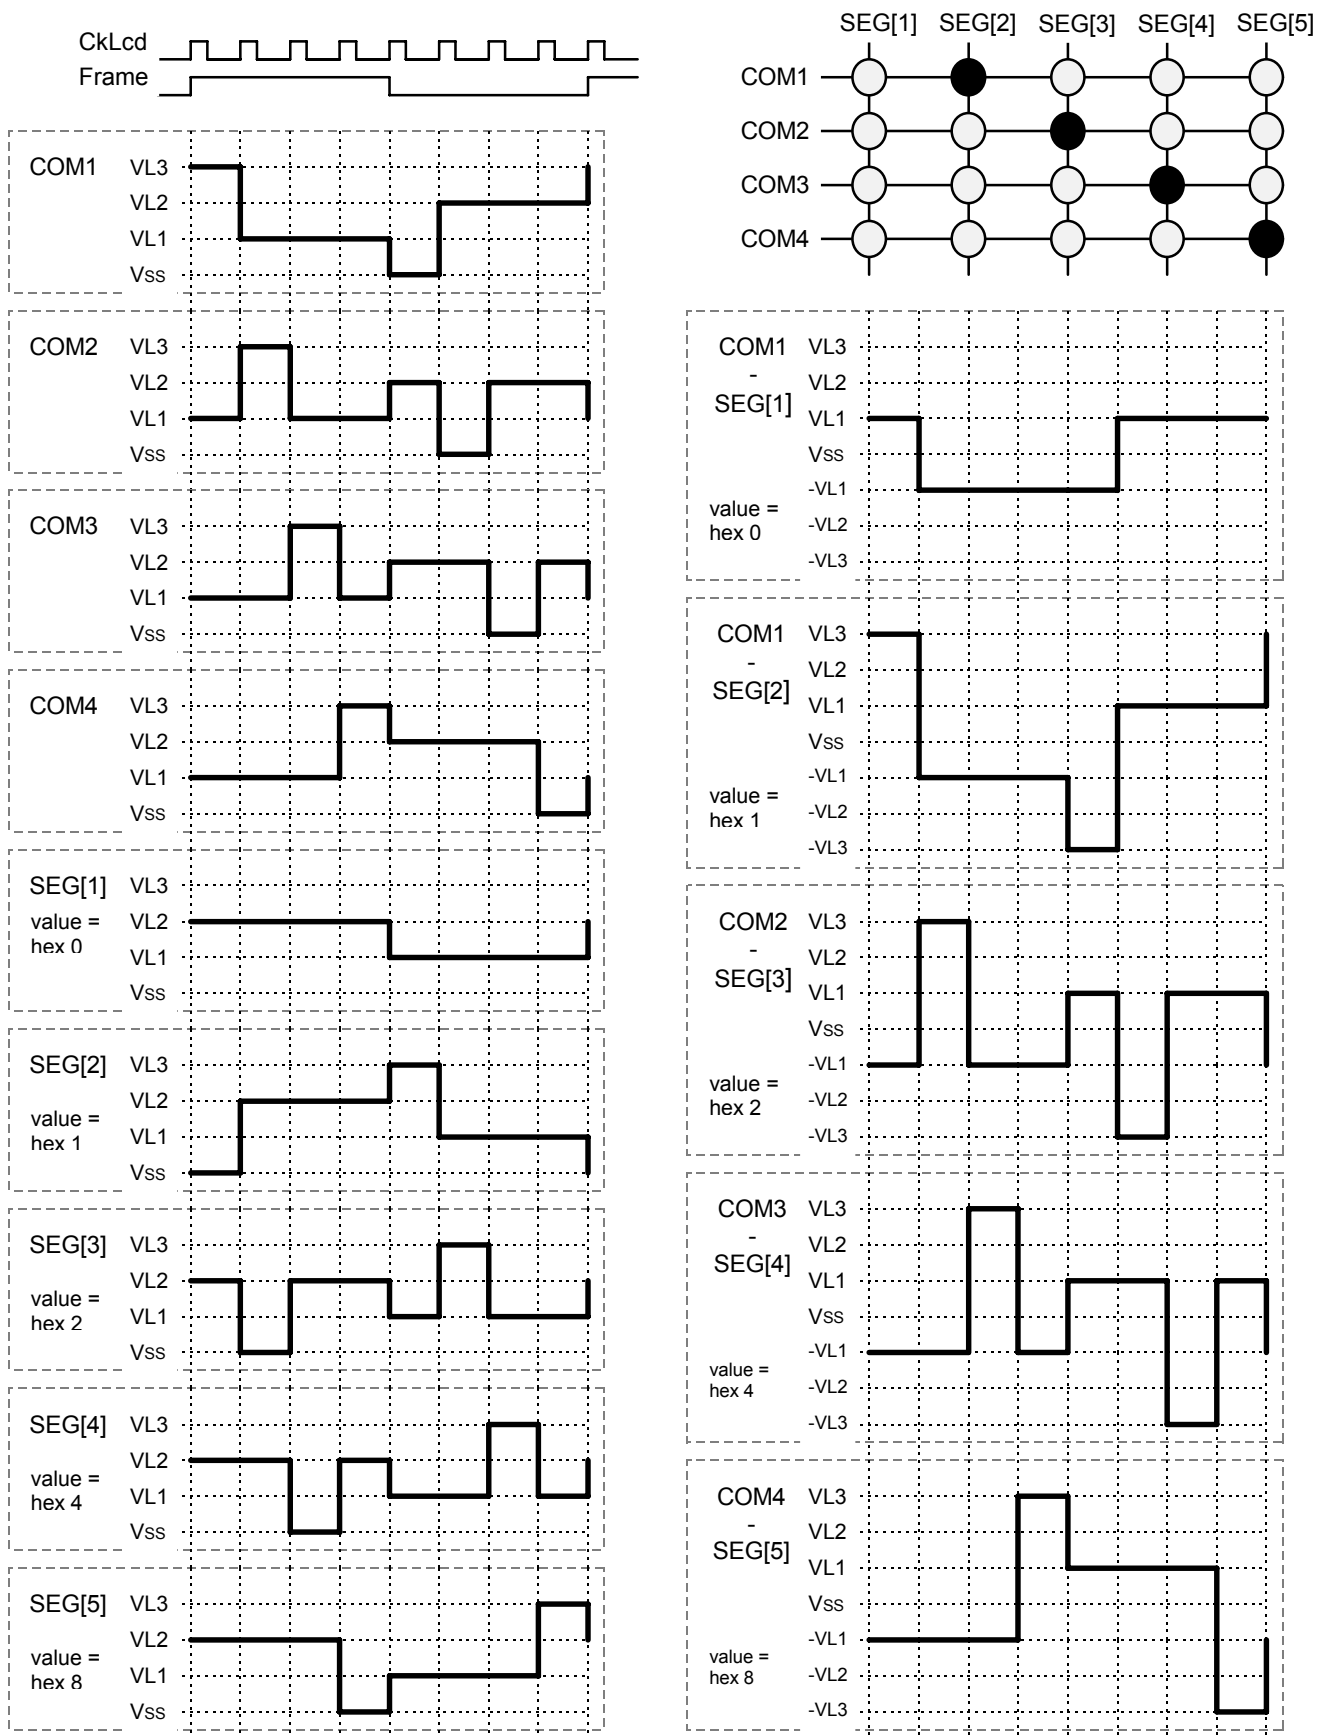 CkLcd
Frame
COM1
VL3
VL2
VL1
Vss
COM2
VL3
VL2
VL1
Vss
COM3
VL3
VL2
VL1
Vss
COM4
VL3
VL2
VL1
Vss
SEG[1]
value =
hex 0
VL3
VL2
VL1
Vss
SEG[2]
value =
hex 1
VL3
VL2
VL1
Vss
SEG[3]
value =
hex 2
VL3
VL2
VL1
Vss
SEG[4]
value =
hex 4
VL3
VL2
VL1
Vss
SEG[5]
value =
hex 8
VL3
VL2
VL1
Vss
SEG[1] SEG[2] SEG[3] SEG[4] SEG[5]
COM1
COM2
COM3
COM4
COM1
-
SEG[1]
value =
hex 0
VL3
VL2
VL1
Vss
-VL1
-VL2
-VL3
COM1
-
SEG[2]
value =
hex 1
VL3
VL2
VL1
Vss
-VL1
-VL2
-VL3
COM2
-
SEG[3]
value =
hex 2
VL3
VL2
VL1
Vss
-VL1
-VL2
-VL3
COM3
-
SEG[4]
value =
hex 4
VL3
VL2
VL1
Vss
-VL1
-VL2
-VL3
COM4
-
SEG[5]
value =
hex 8
VL3
VL2
VL1
Vss
-VL1
-VL2
-VL3